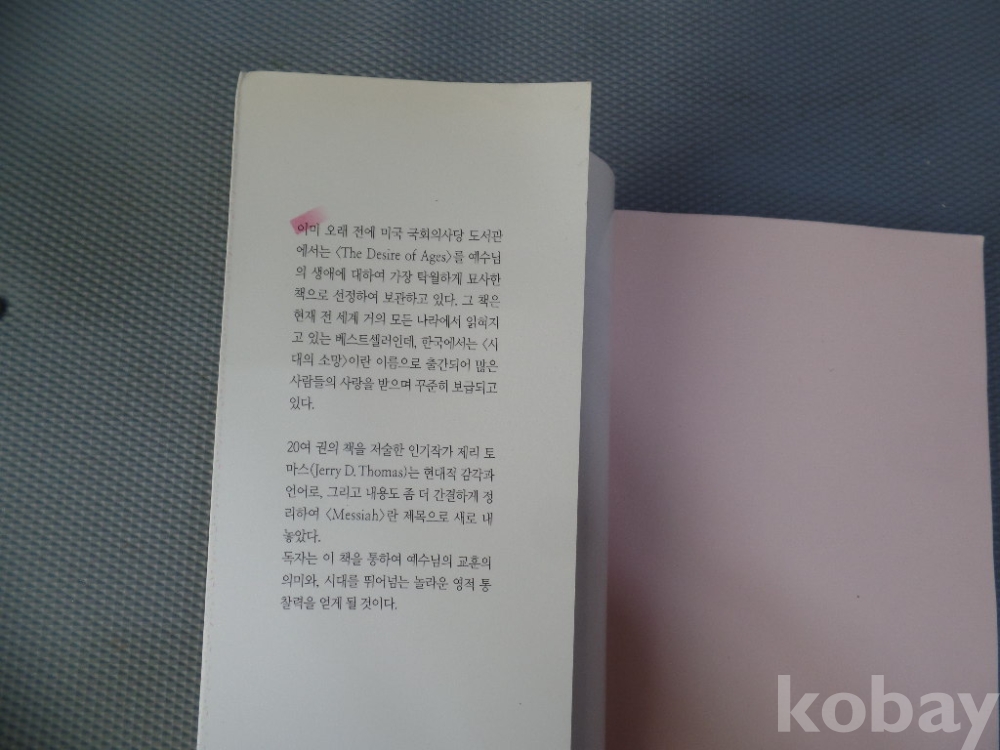 이미 오래 전에 미국 국회의사당 도서관
에서는 〈The Desire of Ages〉를 예수님
의 생애에 대하여 가장 탁월하게 묘사한
책으로 선정하여 보관하고 있다. 그 책은
현재 전 세계 거의 모든 나라에서 읽혀지
고 있는 베스트셀러인데, 한국에서는 〈시
대의 소망〉이란 이름으로 출간되어 많은
사람들의 사랑을 받으며 꾸준히 보급되고
있다.
20여 권의 책을 저술한 인기작가 제리 토
마스(Jerry D. Thomas)는 현대적 감각과
언어로, 그리고 내용도 좀 더 간결하게 정
리하여 〈Messiah〉란 제목으로 새로 내
놓았다.
독자는 이 책을 통하여 예수님의 교훈의
의미와, 시대를 뛰어넘는 놀라운 영적 통
찰력을 얻게 될 것이다.
kobay